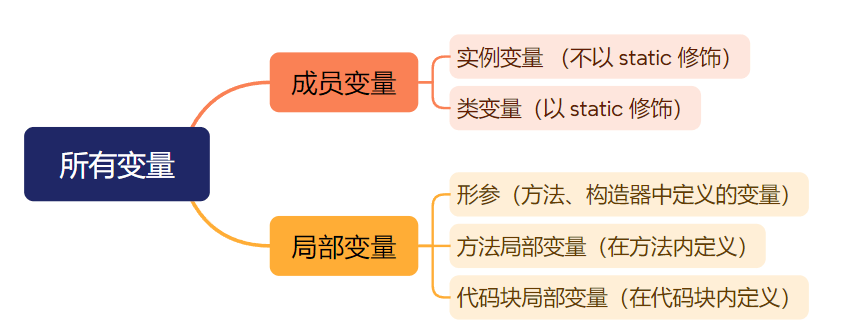 所有变量
成员变量
实例变量 （不以 static 修饰）
类变量（以 static 修饰）
局部变量
形参（方法、构造器中定义的变量）
方法局部变量（在方法内定义）
代码块局部变量（在代码块内定义）